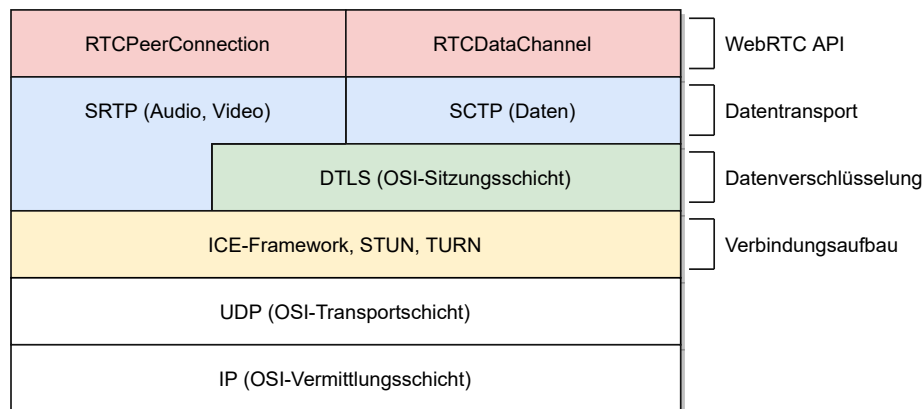 RTCPeerConnection
RTCDataChannel
WebRTC API
SRTP (Audio, Video)
SCTP (Daten)
Datentransport
DTLS (OSI-Sitzungsschicht)
Datenverschlüsselung
ICE-Framework, STUN, TURN
Verbindungsaufbau
UDP (OSI-Transportschicht)
IP (OSI-Vermittlungsschicht)